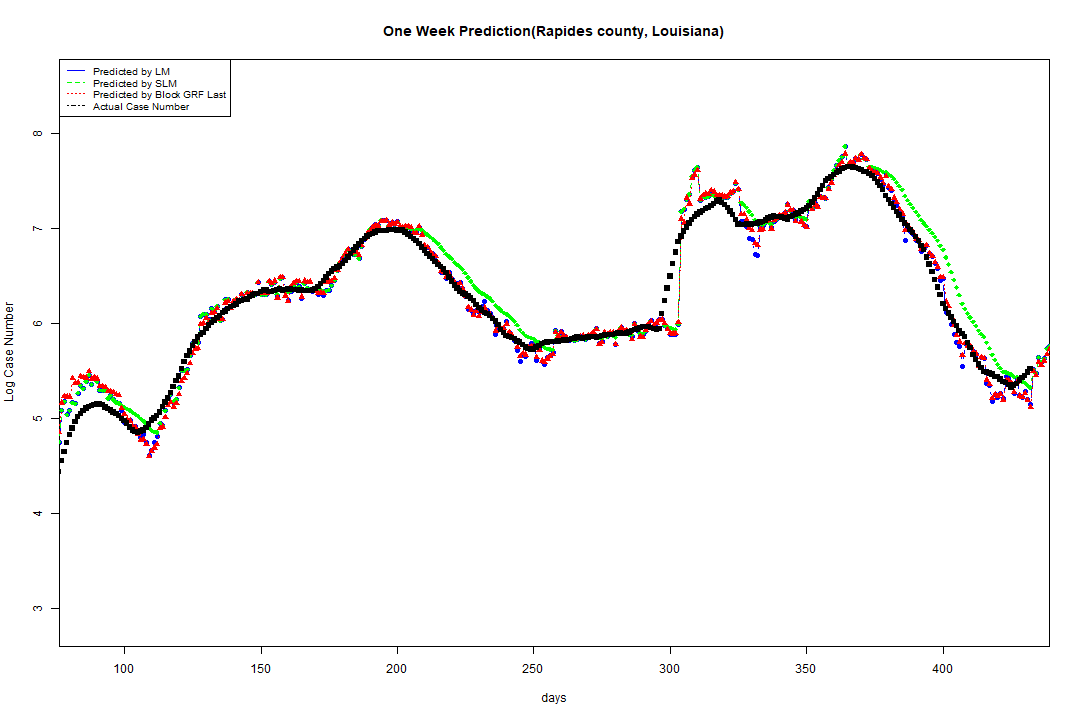 One Week Prediction(Rapides county, Louisiana)
Predicted by LM
Predicted by SLM
Predicted by Block GRF Last
Actual Case Number
8
7
6
5
4
3
Log Case Number
100 150 200 250 300 350 400
days